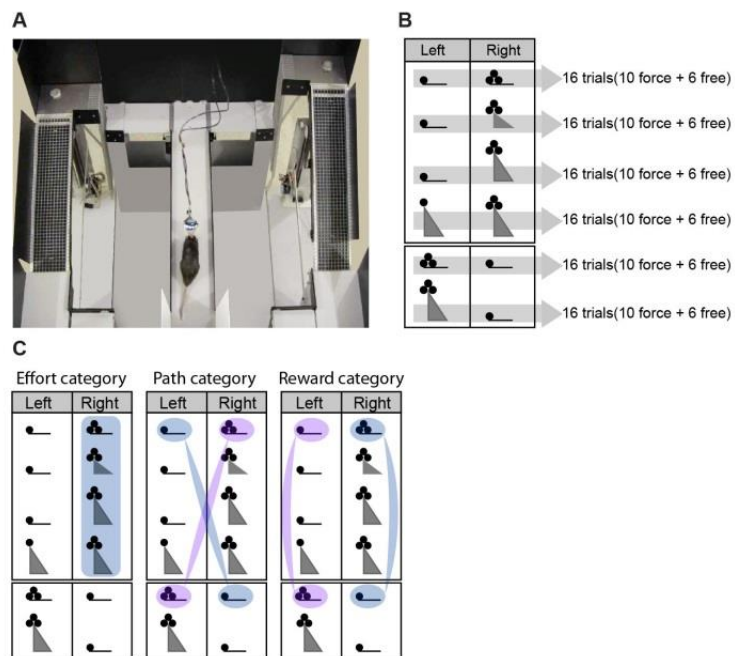 A
B
Left Right
16 trials(10 force + 6 free)
16 trials(10 force + 6 free)
16 trials(10 force + 6 free)
16 trials(10 force + 6 free)
16 trials(10 force + 6 free)
16 trials(10 force + 6 free)
C
Effort category Path category Reward category
Left Right Left Right Left Right